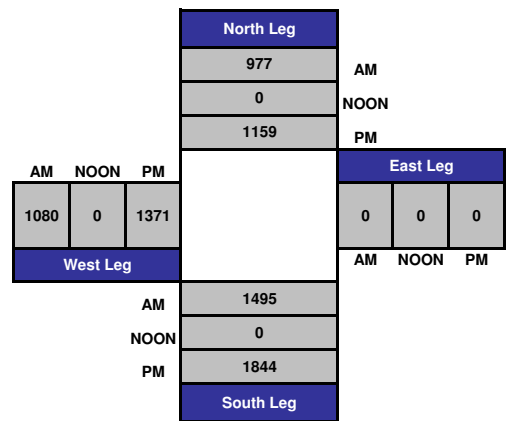 North Leg
977 AM
0 NOON
1159 PM
AM NOON PM East Leg
1080 0 1371 0 0 0
West Leg AM NOON PM
AM 1495
NOON 0
PM 1844
South Leg